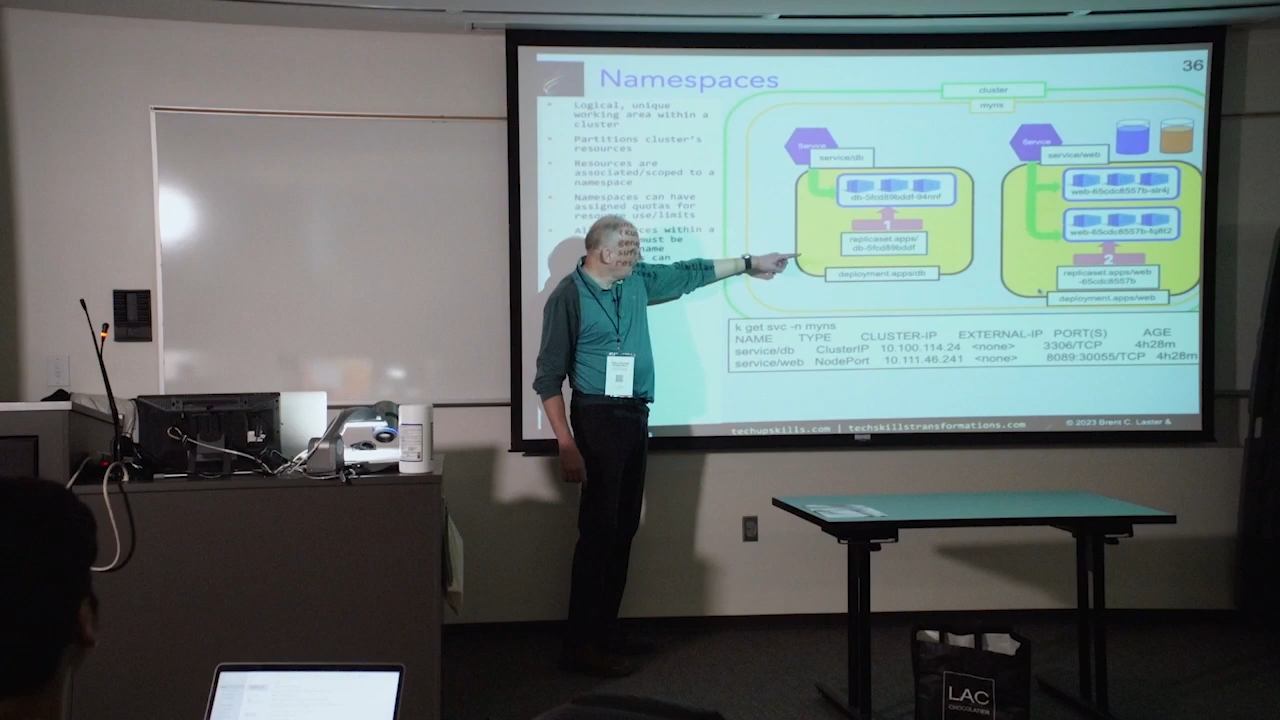 36
Namespaces
• Logical, unique
working area within a
cluster
• Partitions cluster's
resources
• Resources are
associated/scoped to a
namespace
• Namespaces can have
assigned quotas for
use/limits
within a
must be
name
can
cluster
myns
Service
service/db
db-5fcd89bddf-94nnf
1
replicaset.apps/
db-5fcd89bddf
deployment.apps/db
Service
service/web
web-65cdc8557b-slr4j
2
replicaset.apps/web
-65cdc8557b
deployment.apps/web
k get svc -n myns
NAME TYPE CLUSTER-IP EXTERNAL-IP PORT(S) AGE
service/db ClusterIP 10.100.114.24 <none> 3306/TCP 4h28m
service/web NodePort 10.111.46.241 <none> 8089:30055/TCP 4h28m
techupskills.com | techskillstransformations.com
© 2023 Brent C. Laster &
LAC
CHOCOLATIER